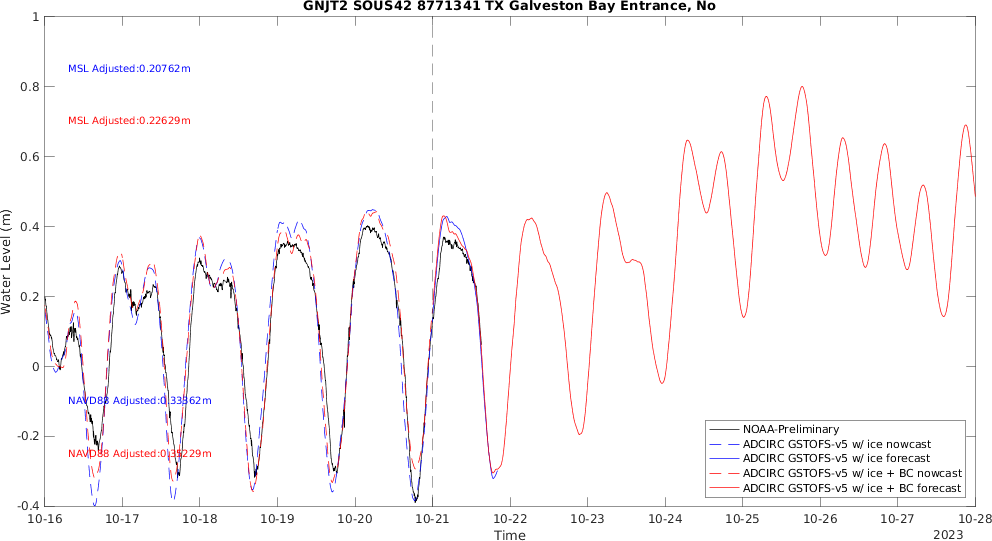 GNJT2 SOUS42 8771341 TX Galveston Bay Entrance, No
Water Level (m)
1
0.8
0.6
0.4
0.2
0
-0.2
-0.4
MSL Adjusted:0.20762m
MSL Adjusted:0.22629m
NAVD88 Adjusted:0.33362m
NAVD88 Adjusted:0.35229m
NOAA-Preliminary
ADCIRC GSTOFS-v5 w/ ice nowcast
ADCIRC GSTOFS-v5 w/ ice forecast
ADCIRC GSTOFS-v5 w/ ice + BC nowcast
ADCIRC GSTOFS-v5 w/ ice + BC forecast
10-16 10-17 10-18 10-19 10-20 10-21 10-22 10-23 10-24 10-25 10-26 10-27 10-28
Time
2023